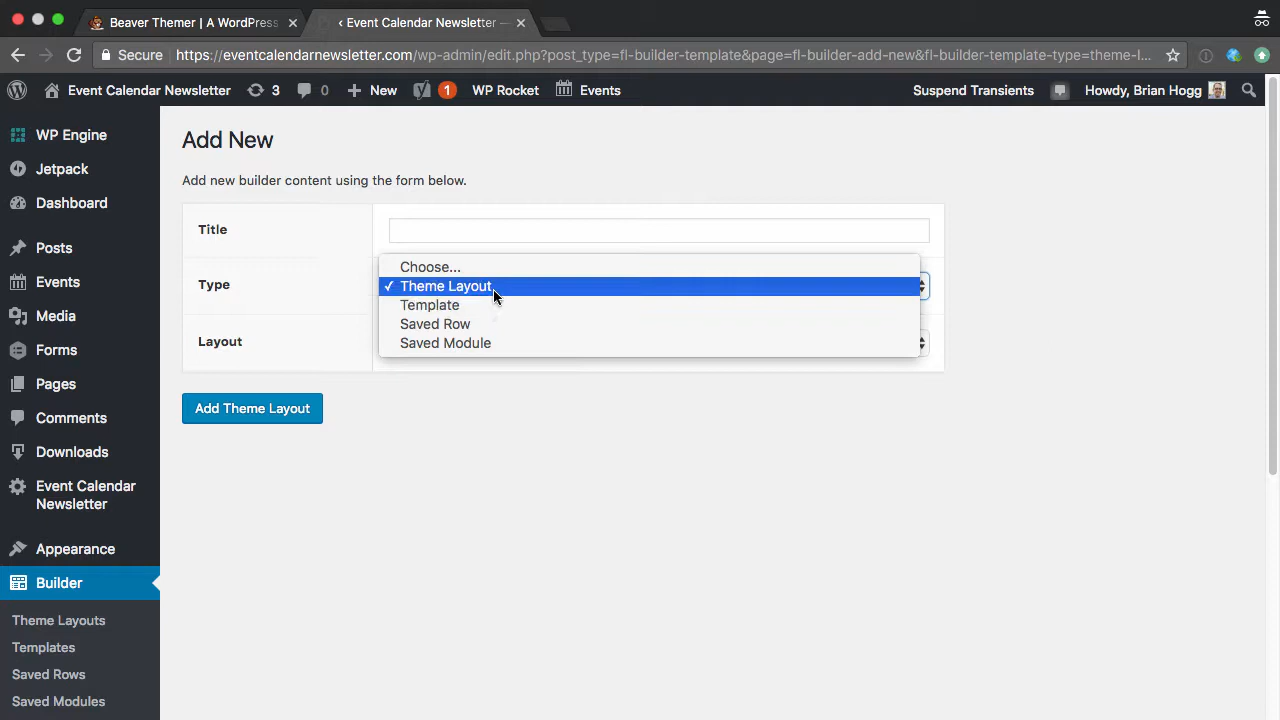 Beaver Themer | A WordPress
‹ Event Calendar Newsletter —
Secure
https://eventcalendarnewsletter.com/wp-admin/edit.php?post_type=fl-builder-template&page=fl-builder-add-new&fl-builder-template-type=theme-l...
Event Calendar Newsletter
3
0
New
1
WP Rocket
Events
Suspend Transients
Howdy, Brian Hogg
WP Engine
Jetpack
Dashboard
Posts
Events
Media
Forms
Pages
Comments
Downloads
Event Calendar
Newsletter
Appearance
Builder
Theme Layouts
Templates
Saved Rows
Saved Modules
Add New
Add new builder content using the form below.
Title
Type
Choose...
✓ Theme Layout
Template
Saved Row
Saved Module
Layout
Add Theme Layout